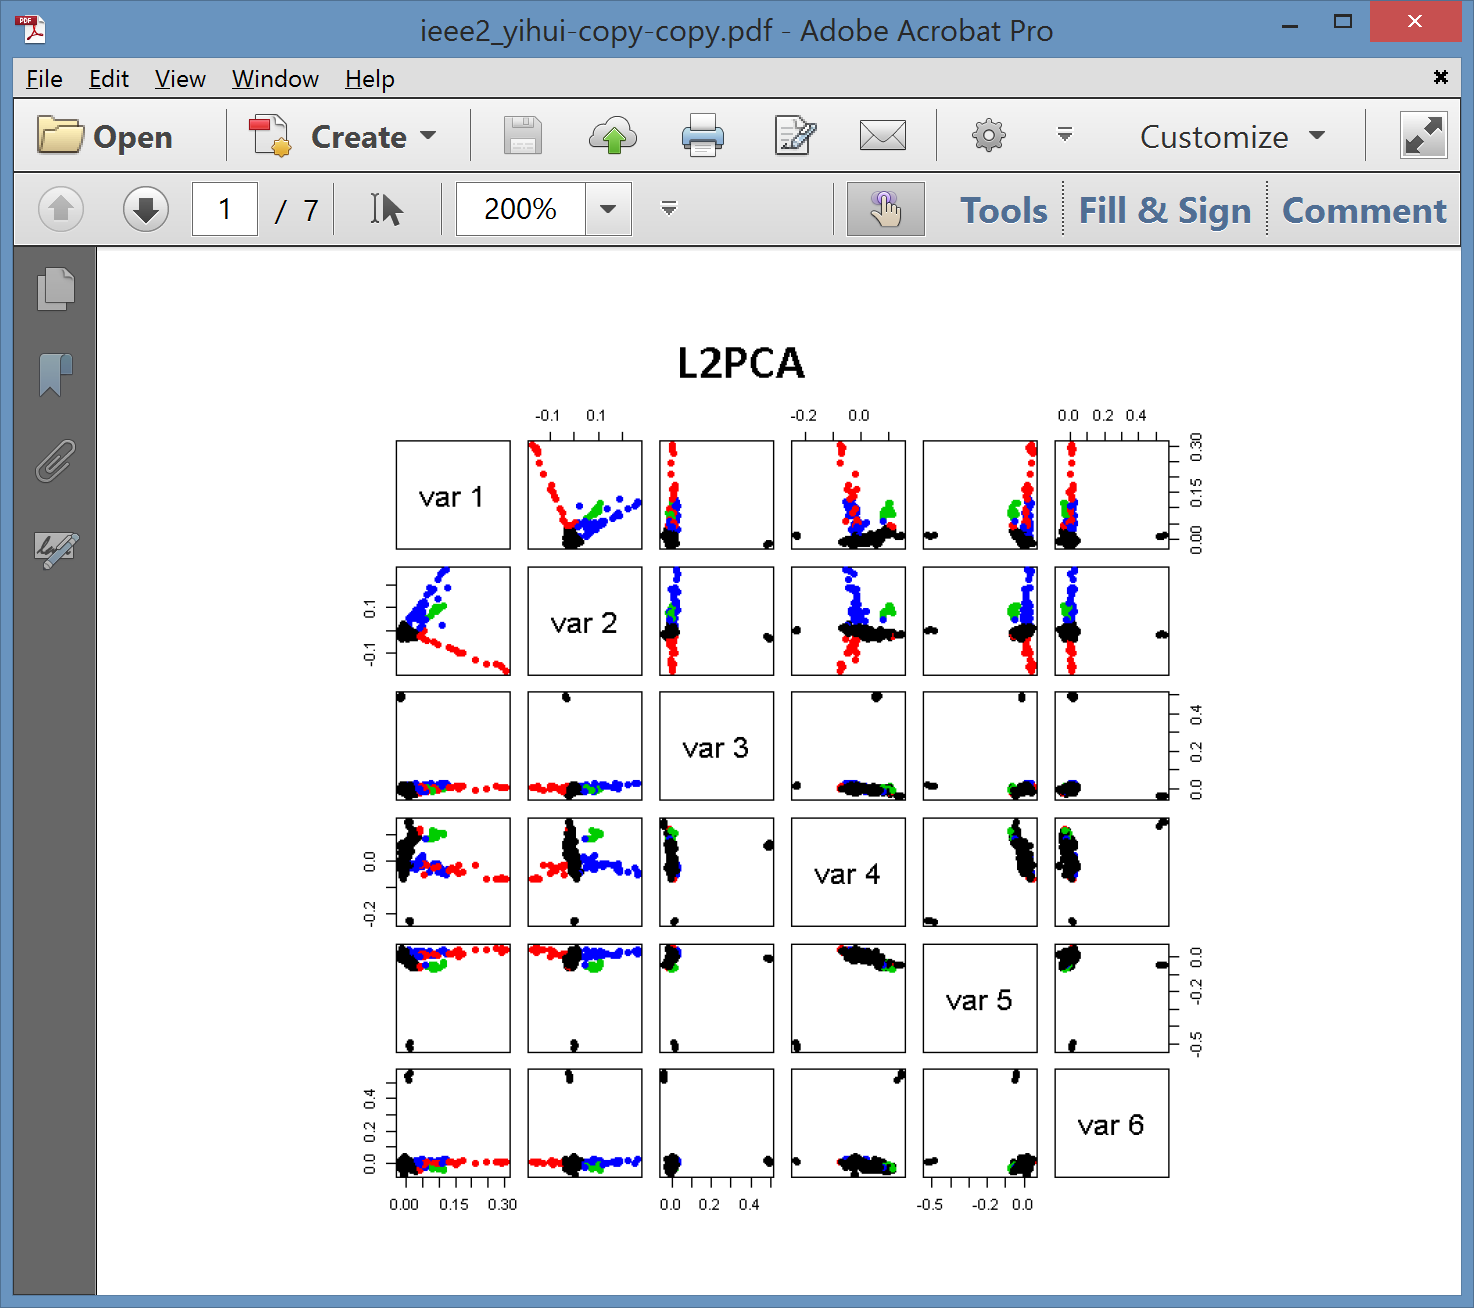 ieee2_yihui-copy-copy.pdf - Adobe Acrobat Pro
File Edit View Window Help
Open Create Customize
1 / 7 200% Tools Fill & Sign Comment
L2PCA
-0.1 0.1 -0.2 0.0 0.0 0.2 0.4
var 1
0.00 0.15 0.30
var 2
-0.1 0.1
var 3
0.0 0.2 0.4
var 4
-0.2 0.0
var 5
-0.5 -0.2 0.0
var 6
0.0 0.2 0.4
0.00 0.15 0.30 0.0 0.2 0.4 -0.5 -0.2 0.0